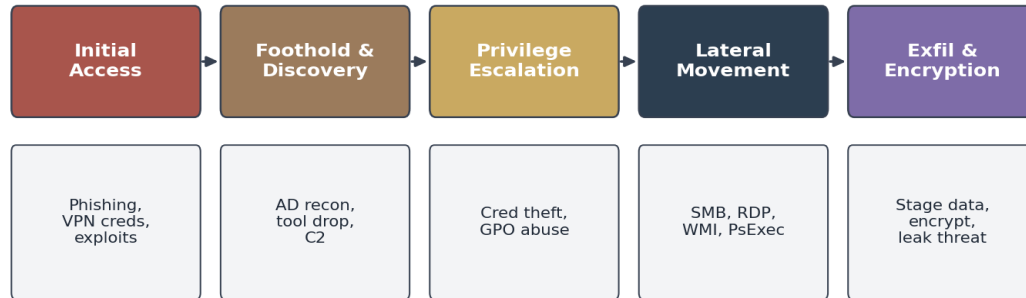 Initial
Access
Foothold &
Discovery
Privilege
Escalation
Lateral
Movement
Exfil &
Encryption
Phishing,
VPN creds,
exploits
AD recon,
tool drop,
C2
Cred theft,
GPO abuse
SMB, RDP,
WMI, PsExec
Stage data,
encrypt,
leak threat